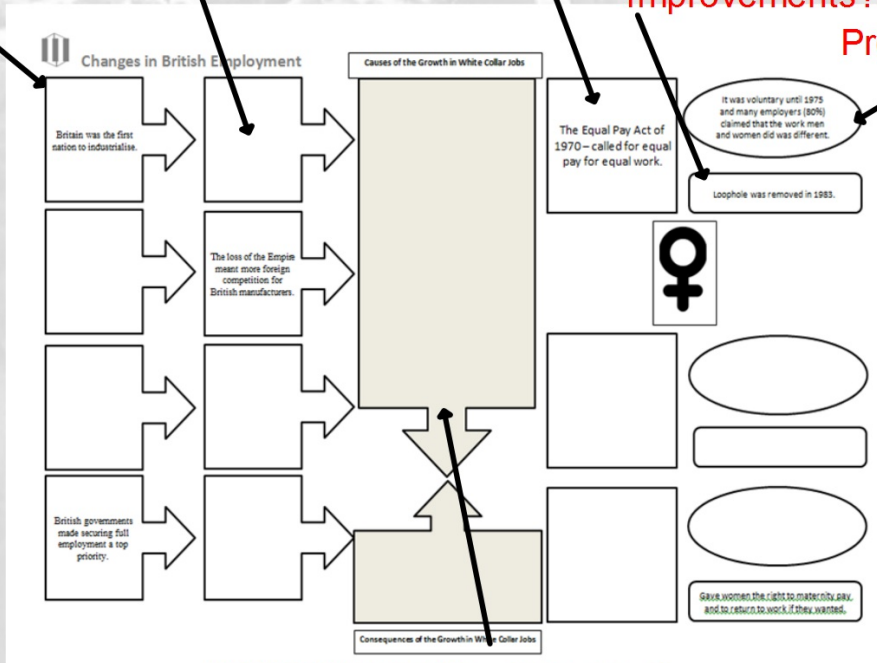 Improvements?
Pr
Changes in British Employment
Causes of the Growth in White Collar Jobs
Britain was the first
nation to industrialise.
The Equal Pay Act of
1970 – called for equal
pay for equal work.
It was voluntary until 1975
and many employers (80%)
claimed that the work men
and women did was different.
Loophole was removed in 1983.
The loss of the Empire
meant more foreign
competition for
British manufacturers.
British governments
made securing full
employment a top
priority.
Gave women the right to maternity pay
and to return to work if they wanted.
Consequences of the Growth in White Collar Jobs